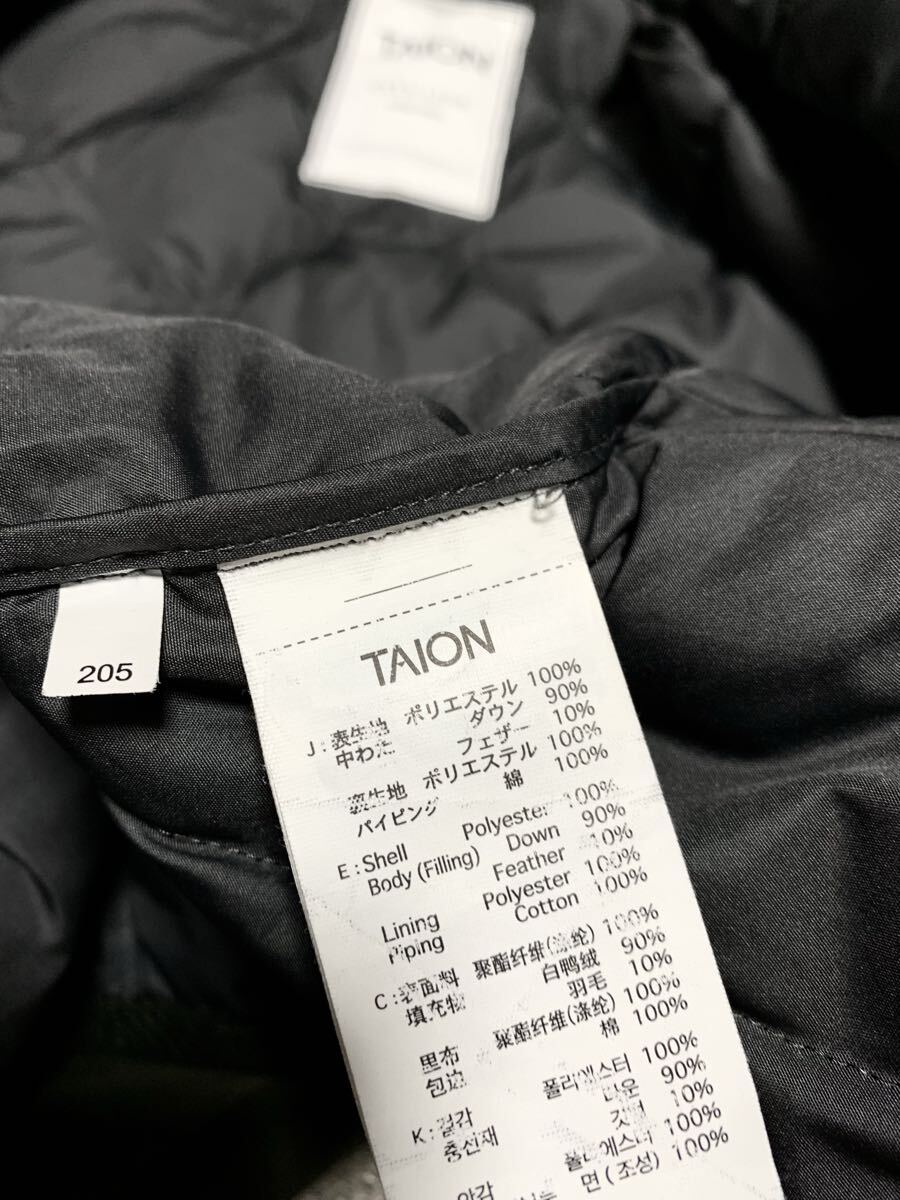 TAION
205
TAION
J : 表生地 ポリエステル 100%
中わた ダウン 90%
フェザー 10%
裏生地 ポリエステル 100%
パイピング 綿 100%
E : Shell Polyester 100%
Body (Filling) Down 90%
Feather 10%
Lining Polyester 100%
Piping Cotton 100%
C : 表面料 聚酯纤维(涤纶) 100%
填充物 白鸭绒 90%
羽毛 10%
里布 聚酯纤维(涤纶) 100%
包边 棉 100%
K : 겉감 폴리에스터 100%
충전재 다운 90%
깃털 10%
안감 폴리에스터 100%
면 (조성) 100%